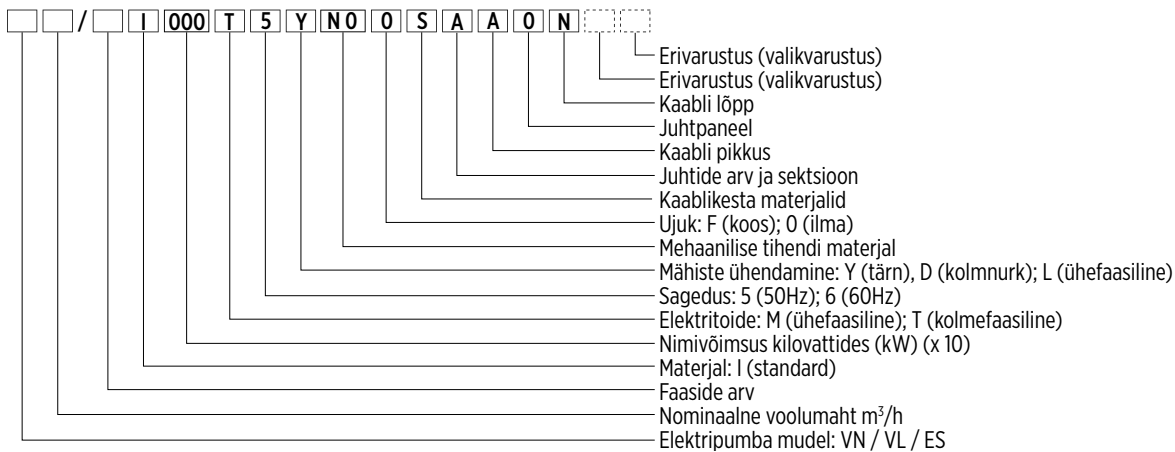 / I 000 T 5 Y N0 0 S A A 0 N
Erivarustus (valikvarustus)
Erivarustus (valikvarustus)
Kaabli lõpp
Juhtpaneel
Kaabli pikkus
Juhtide arv ja sektsioon
Kaablikesta materjalid
Ujuk: F (koos); 0 (ilma)
Mehaanilise tihendi materjal
Mähiste ühendamine: Y (tärn), D (kolmnurk); L (ühefaasiline)
Sagedus: 5 (50Hz); 6 (60Hz)
Elektritoide: M (ühefaasiline); T (kolmefaasiline)
Nimivõimsus kilovattides (kW) (x 10)
Materjal: I (standard)
Faaside arv
Nominaalne voolumaht m³/h
Elektripumba mudel: VN / VL / ES